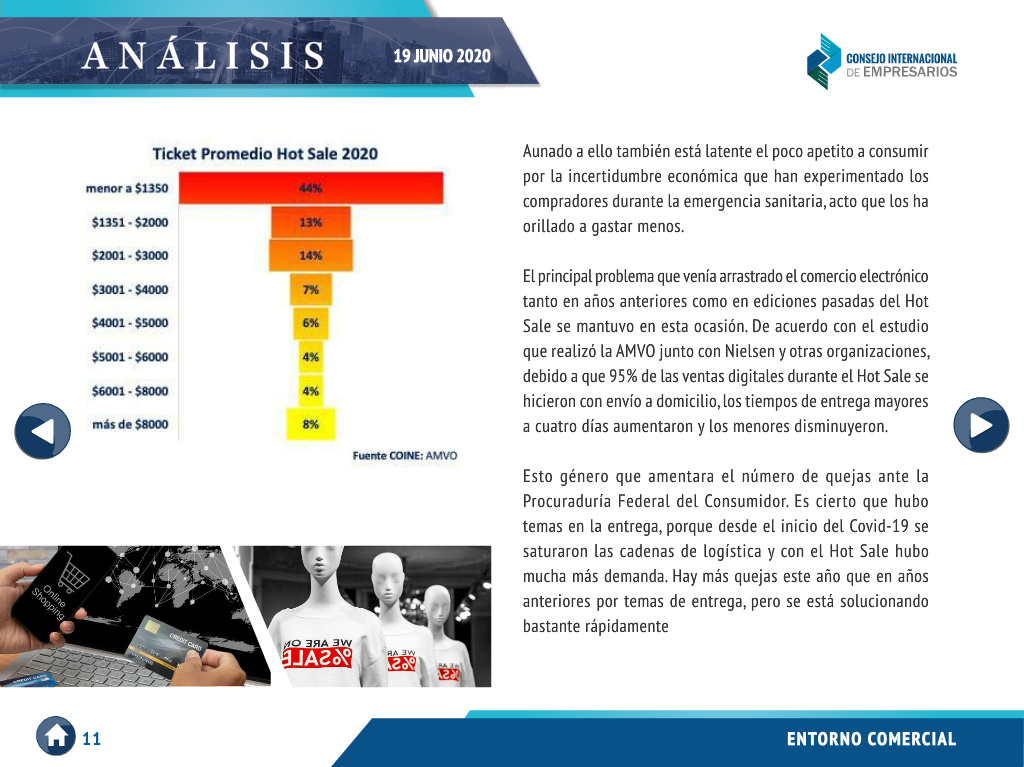 ANÁLISIS
19 JUNIO 2020
CONSEJO INTERNACIONAL
DE EMPRESARIOS
Ticket Promedio Hot Sale 2020
menor a $1350 44%
$1351 - $2000 13%
$2001 - $3000 14%
$3001 - $4000 7%
$4001 - $5000 6%
$5001 - $6000 4%
$6001 - $8000 4%
más de $8000 8%
Fuente COINE: AMVO
Online
Shopping
CREDIT CARD
WE ARE ON
%SALE
WE ARE
%SA
WE ARE
%SA
Aunado a ello también está latente el poco apetito a consumir
por la incertidumbre económica que han experimentado los
compradores durante la emergencia sanitaria, acto que los ha
orillado a gastar menos.
El principal problema que venía arrastrado el comercio electrónico
tanto en años anteriores como en ediciones pasadas del Hot
Sale se mantuvo en esta ocasión. De acuerdo con el estudio
que realizó la AMVO junto con Nielsen y otras organizaciones,
debido a que 95% de las ventas digitales durante el Hot Sale se
hicieron con envío a domicilio, los tiempos de entrega mayores
a cuatro días aumentaron y los menores disminuyeron.
Esto género que amentara el número de quejas ante la
Procuraduría Federal del Consumidor. Es cierto que hubo
temas en la entrega, porque desde el inicio del Covid-19 se
saturaron las cadenas de logística y con el Hot Sale hubo
mucha más demanda. Hay más quejas este año que en años
anteriores por temas de entrega, pero se está solucionando
bastante rápidamente
11
ENTORNO COMERCIAL